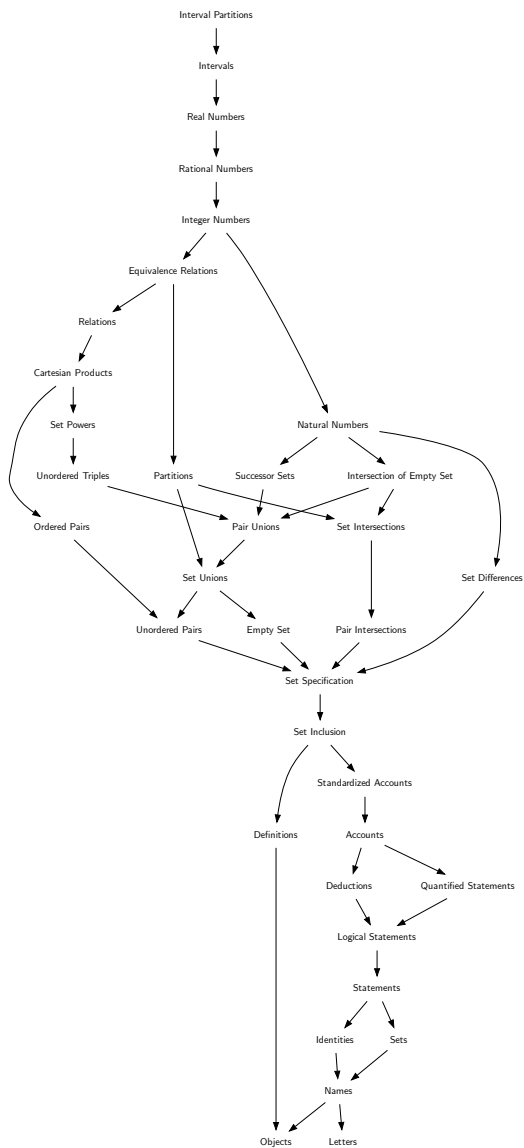 Interval Partitions
Intervals
Real Numbers
Rational Numbers
Integer Numbers
Equivalence Relations
Relations
Cartesian Products
Set Powers
Natural Numbers
Unordered Triples
Partitions
Successor Sets
Intersection of Empty Set
Ordered Pairs
Pair Unions
Set Intersections
Set Unions
Set Differences
Unordered Pairs
Empty Set
Pair Intersections
Set Specification
Set Inclusion
Standardized Accounts
Definitions
Accounts
Deductions
Quantified Statements
Logical Statements
Statements
Identities
Sets
Names
Objects
Letters